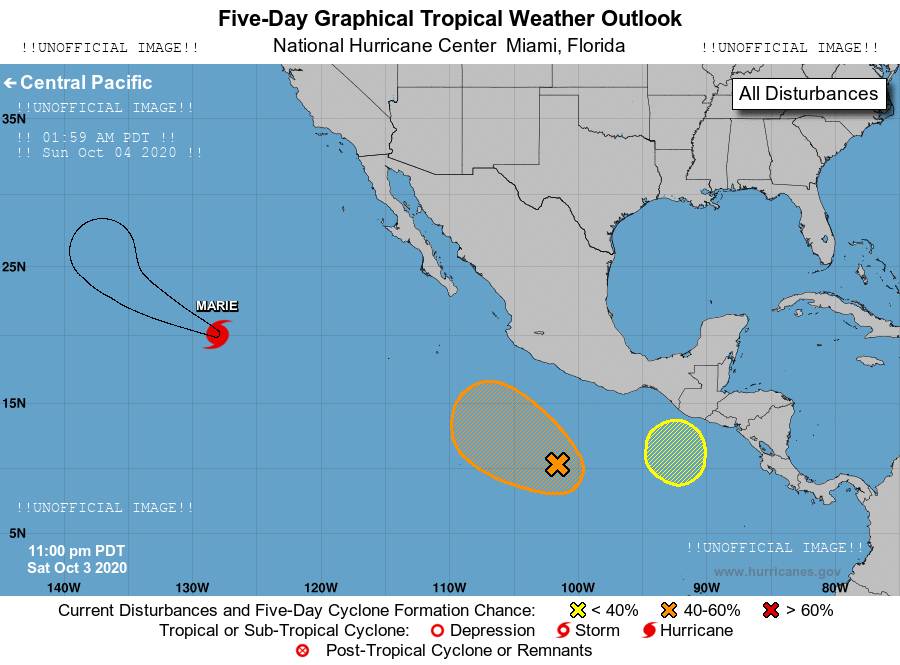 Five-Day Graphical Tropical Weather Outlook
!!UNOFFICIAL IMAGE!! National Hurricane Center Miami, Florida !!UNOFFICIAL IMAGE!!
← Central Pacific
All Disturbances
!!UNOFFICIAL IMAGE!!
35N
!! 01:59 AM PDT !!
!! Sun Oct 04 2020 !!
25N
MARIE
15N
!!UNOFFICIAL IMAGE!!
5N
11:00 pm PDT
Sat Oct 3 2020
!!UNOFFICIAL IMAGE!!
www.hurricanes.gov
140W 130W 120W 110W 100W 90W 80W
Current Disturbances and Five-Day Cyclone Formation Chance: < 40% 40-60% > 60%
Tropical or Sub-Tropical Cyclone: Depression Storm Hurricane
Post-Tropical Cyclone or Remnants